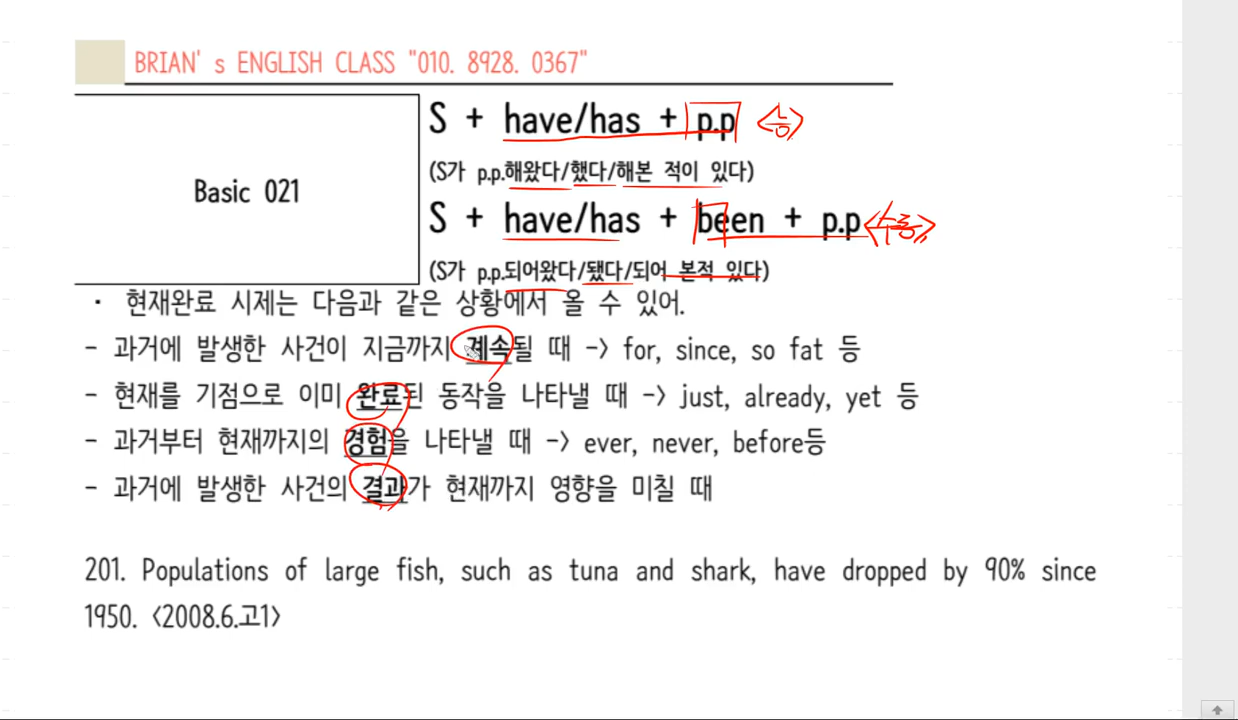 BRIAN' s ENGLISH CLASS "010. 8928. 0367"
Basic 021
S + have/has + p.p
(S가 p.p.해왔다/했다/해본 적이 있다)
S + have/has + been + p.p
(S가 p.p.되어왔다/됐다/되어 본적 있다)
· 현재완료 시제는 다음과 같은 상황에서 올 수 있어.
- 과거에 발생한 사건이 지금까지 계속될 때 -> for, since, so fat 등
- 현재를 기점으로 이미 완료된 동작을 나타낼 때 -> just, already, yet 등
- 과거부터 현재까지의 경험을 나타낼 때 -> ever, never, before등
- 과거에 발생한 사건의 결과가 현재까지 영향을 미칠 때
201. Populations of large fish, such as tuna and shark, have dropped by 90% since
1950. <2008.6.고1>